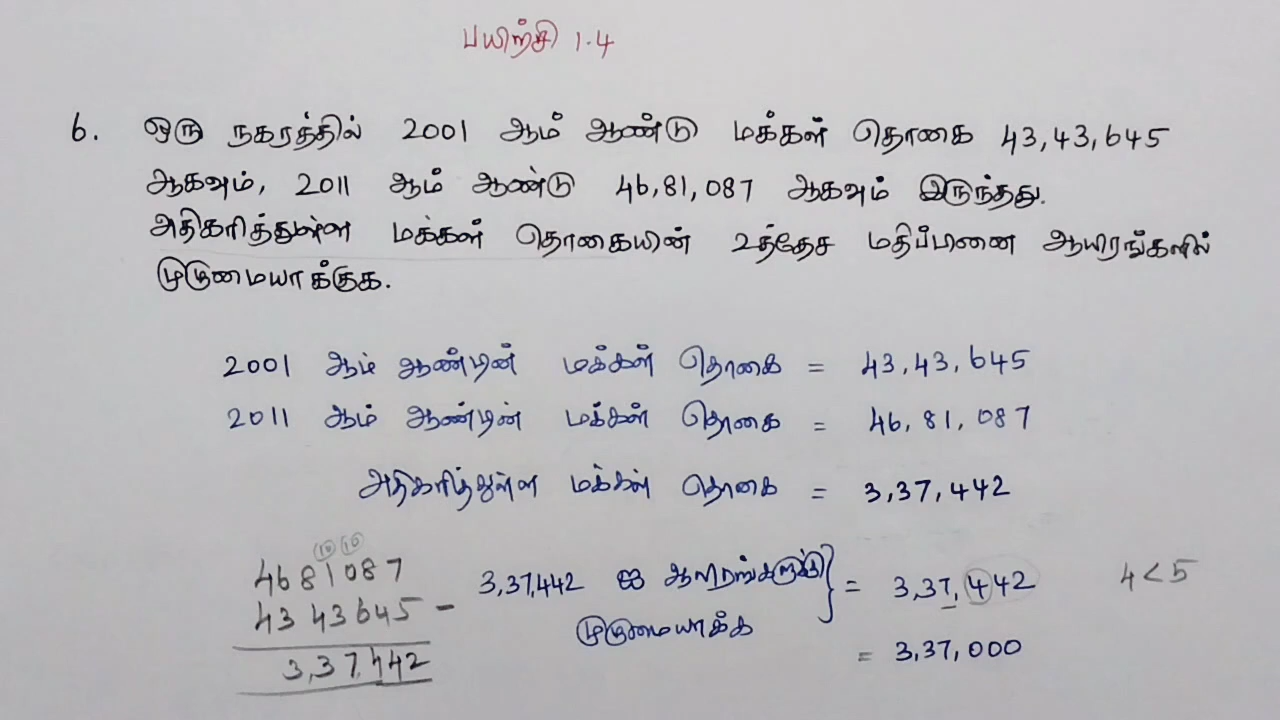 பயிற்சி 1.4
6. ஒரு நகரத்தில் 2001 ஆம் ஆண்டு மக்கள் தொகை 43,43,645
ஆகவும், 2011 ஆம் ஆண்டு 46,81,087 ஆகவும் இருந்தது.
அதிகரித்துள்ள மக்கள் தொகையின் உத்தேச மதிப்பினை ஆயிரங்களில்
முழுமையாக்குக.
2001 ஆம் ஆண்டின் மக்கள் தொகை = 43,43,645
2011 ஆம் ஆண்டின் மக்கள் தொகை = 46,81,087
அதிகரித்துள்ள மக்கள் தொகை = 3,37,442
10 10
4681087
4343645 -
3,37,442
3,37,442 ஐ ஆயிரங்களுக்கு } = 3,37,442 4<5
முழுமையாக்க
= 3,37,000